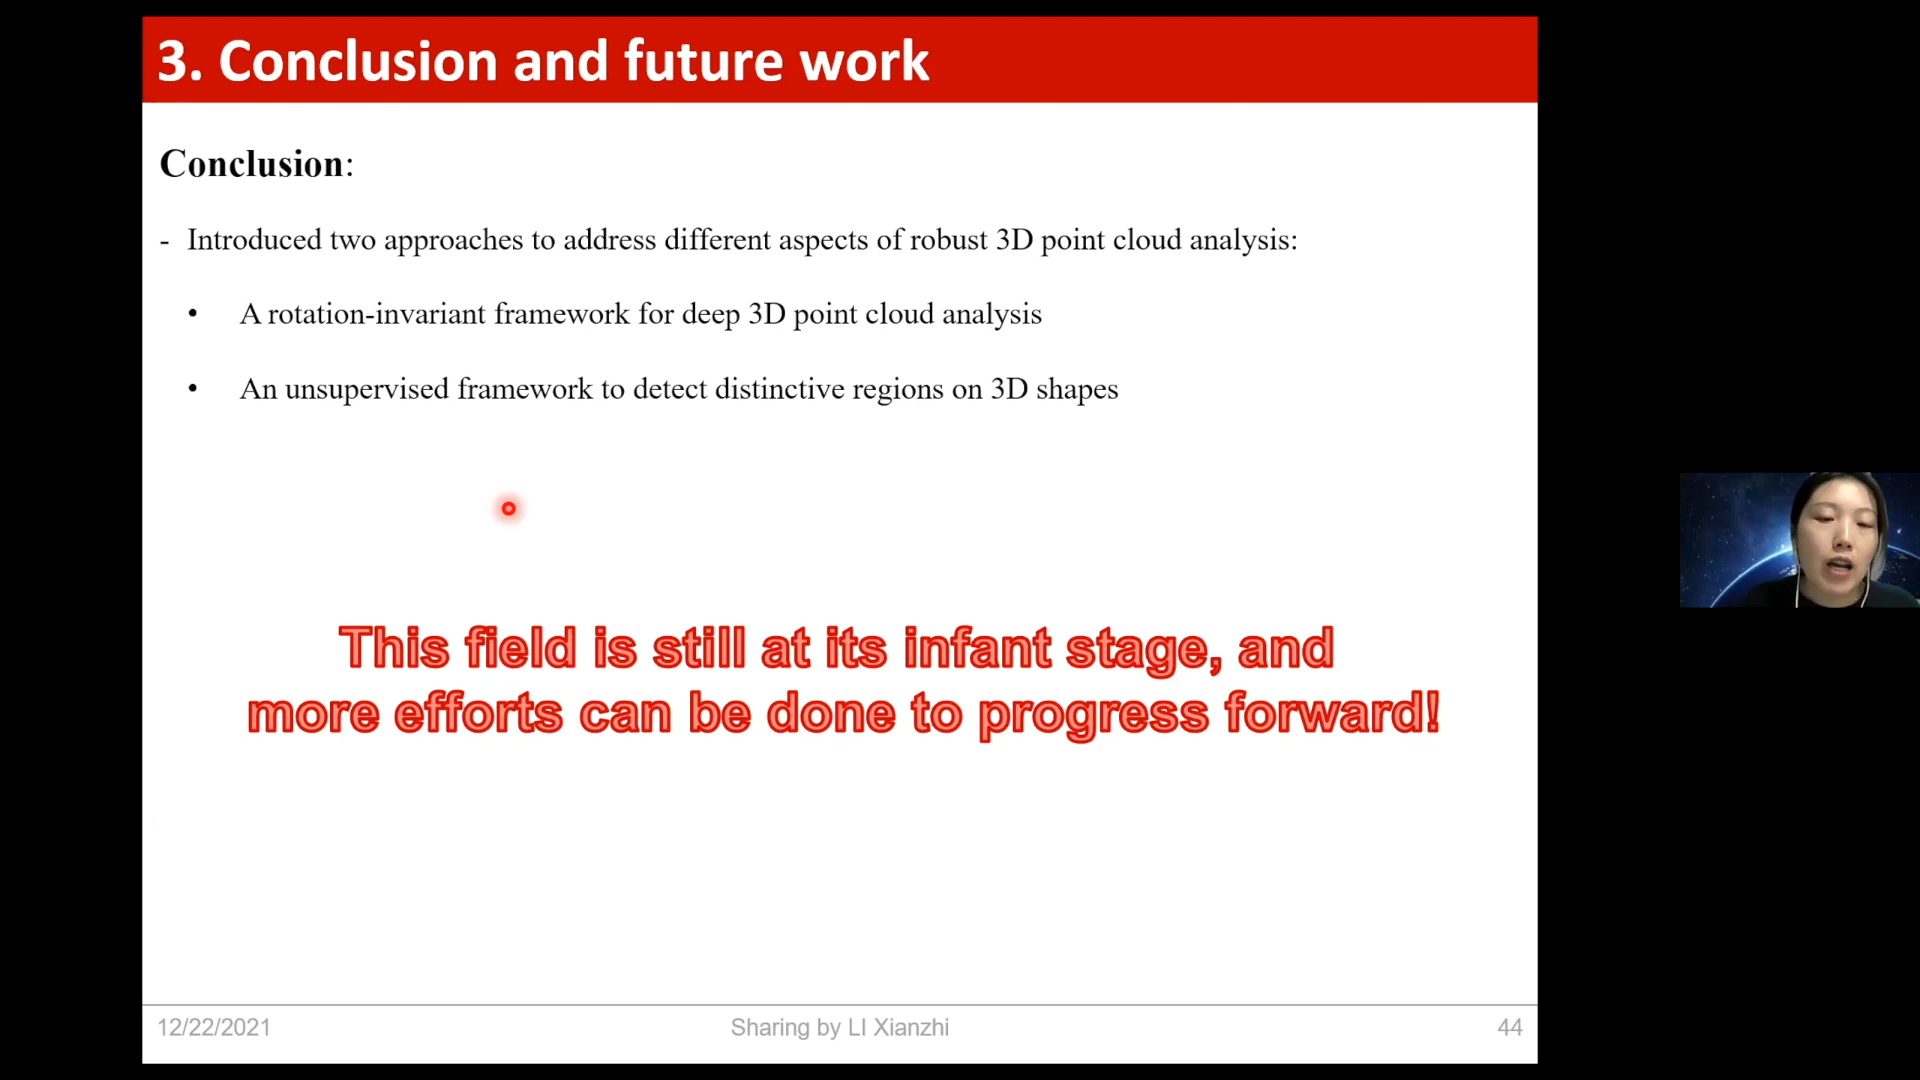 3. Conclusion and future work
Conclusion:
- Introduced two approaches to address different aspects of robust 3D point cloud analysis:
• A rotation-invariant framework for deep 3D point cloud analysis
• An unsupervised framework to detect distinctive regions on 3D shapes
This field is still at its infant stage, and
more efforts can be done to progress forward!
12/22/2021
Sharing by LI Xianzhi
44